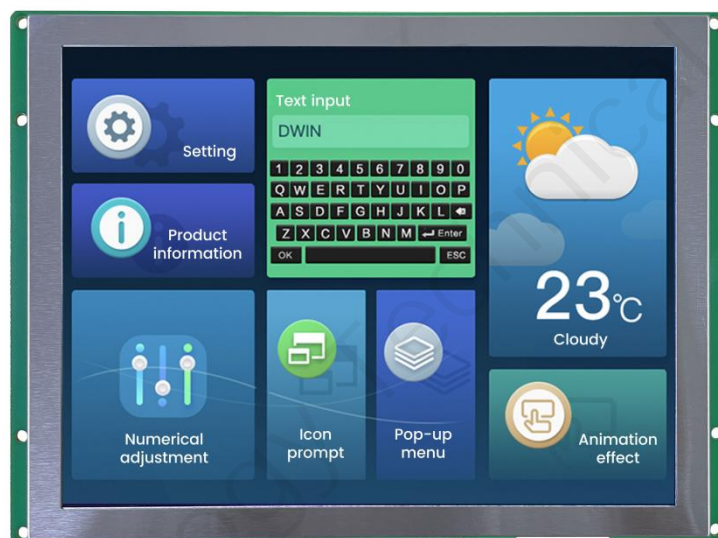 Setting
Product
information
Text input
DWIN
1 2 3 4 5 6 7 8 9 0
Q W E R T Y U I O P
A S D F G H J K L
Z X C V B N M Enter
OK ESC
23°C
Cloudy
Numerical
adjustment
Icon
prompt
Pop-up
menu
Animation
effect